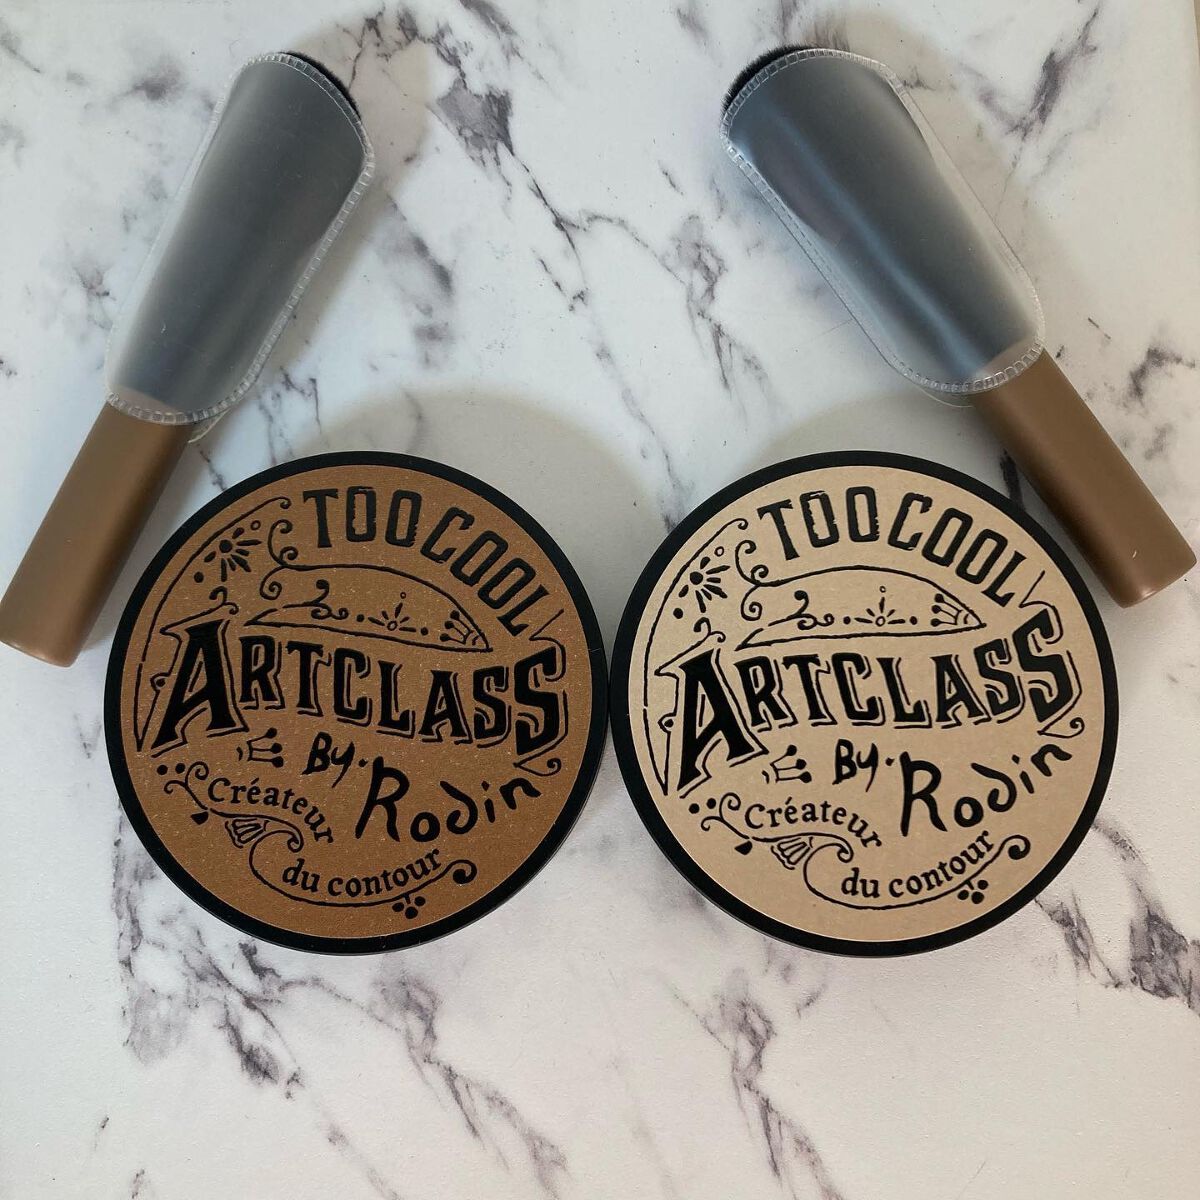 TOO COOL
ARTCLASS
By. Rodin
Créateur
du contour
TOO COOL
ARTCLASS
By. Rodin
Créateur
du contour